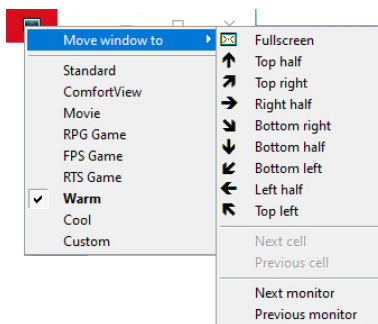 Move window to
Standard
ComfortView
Movie
RPG Game
FPS Game
RTS Game
Warm
Cool
Custom
Fullscreen
Top half
Top right
Right half
Bottom right
Bottom half
Bottom left
Left half
Top left
Next cell
Previous cell
Next monitor
Previous monitor